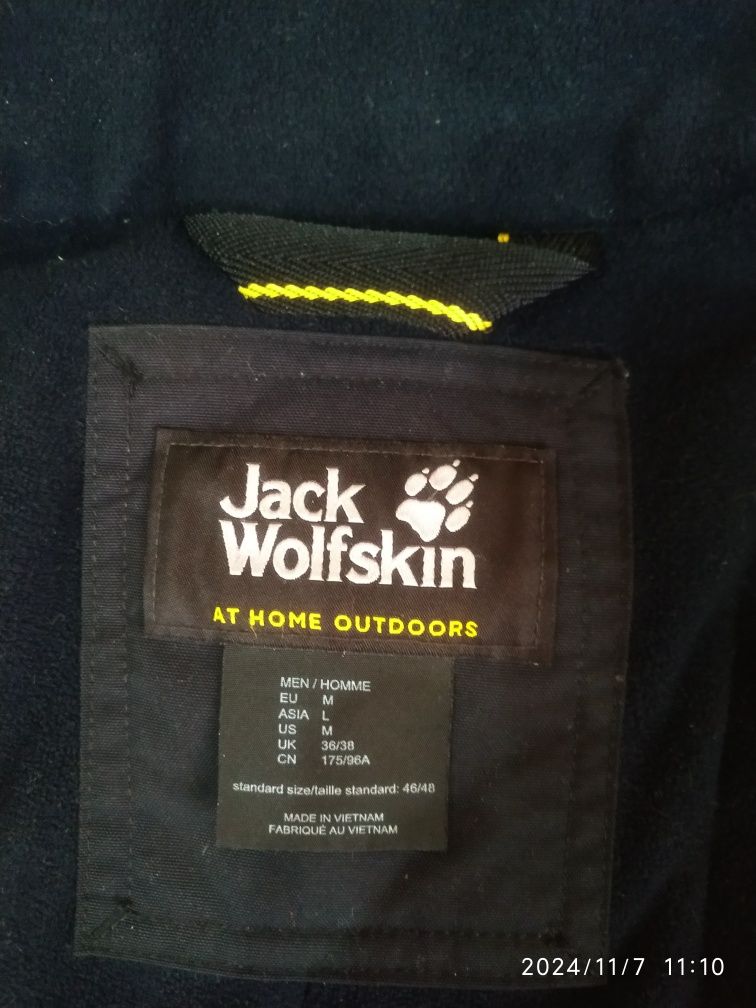 Jack
Wolfskin
AT HOME OUTDOORS
MEN / HOMME
EU M
ASIA L
US M
UK 36/38
CN 175/96A
standard size/taille standard: 46/48
MADE IN VIETNAM
FABRIQUÉ AU VIETNAM
2024/11/7 11:10